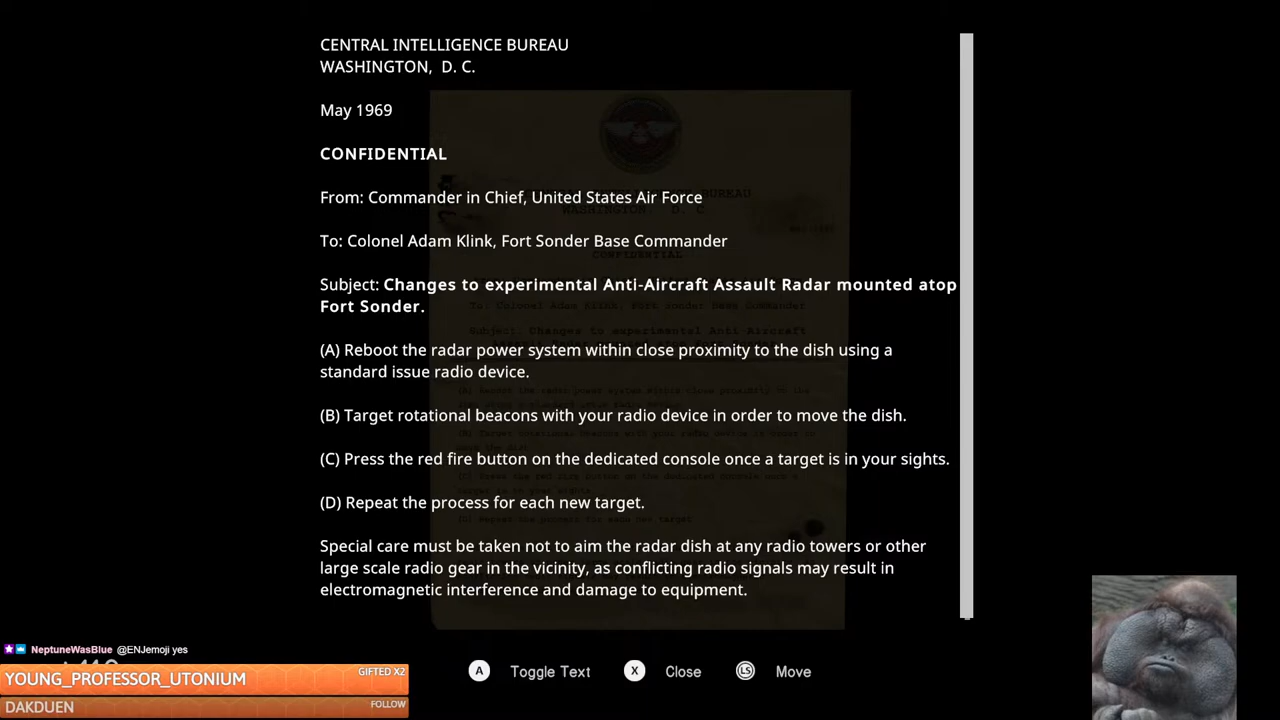 CENTRAL INTELLIGENCE BUREAU
WASHINGTON, D. C.
May 1969
CONFIDENTIAL
From: Commander in Chief, United States Air Force
To: Colonel Adam Klink, Fort Sonder Base Commander
Subject: Changes to experimental Anti-Aircraft Assault Radar mounted atop
Fort Sonder.
(A) Reboot the radar power system within close proximity to the dish using a
standard issue radio device.
(B) Target rotational beacons with your radio device in order to move the dish.
(C) Press the red fire button on the dedicated console once a target is in your sights.
(D) Repeat the process for each new target.
Special care must be taken not to aim the radar dish at any radio towers or other
large scale radio gear in the vicinity, as conflicting radio signals may result in
electromagnetic interference and damage to equipment.
NeptuneWasBlue @ENJemoji yes
YOUNG_PROFESSOR_UTONIUM GIFTED X2
DAKDUEN FOLLOW
A Toggle Text X Close LS Move